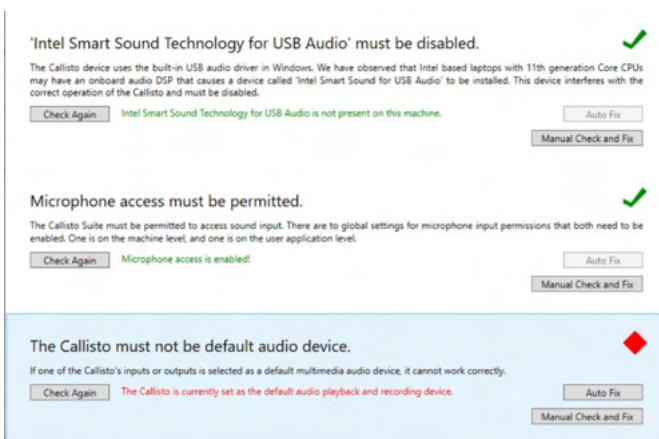 'Intel Smart Sound Technology for USB Audio' must be disabled.
The Callisto device uses the built-in USB audio driver in Windows. We have observed that Intel based laptops with 11th generation Core CPUs
may have an onboard audio DSP that causes a device called 'Intel Smart Sound for USB Audio' to be installed. This device interferes with the
correct operation of the Callisto and must be disabled.
Check Again
Intel Smart Sound Technology for USB Audio is not present on this machine.
Auto Fix
Manual Check and Fix
Microphone access must be permitted.
The Callisto Suite must be permitted to access sound input. There are to global settings for microphone input permissions that both need to be
enabled. One is on the machine level, and one is on the user application level.
Check Again
Microphone access is enabled!
Auto Fix
Manual Check and Fix
The Callisto must not be default audio device.
If one of the Callisto's inputs or outputs is selected as a default multimedia audio device, it cannot work correctly.
Check Again
The Callisto is currently set as the default audio playback and recording device.
Auto Fix
Manual Check and Fix